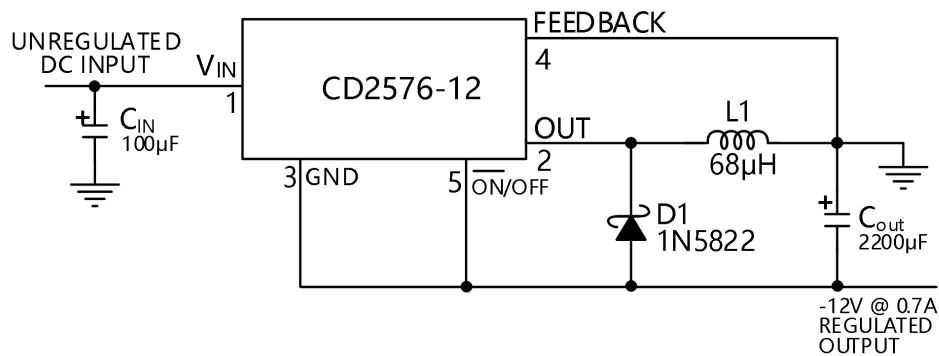 UNREGULATED
DC INPUT
VIN
1
+
CIN
100µF
CD2576-12
FEEDBACK
4
OUT
2
L1
68µH
3 GND
5 ON/OFF
D1
1N5822
+
Cout
2200µF
-12V @ 0.7A
REGULATED
OUTPUT